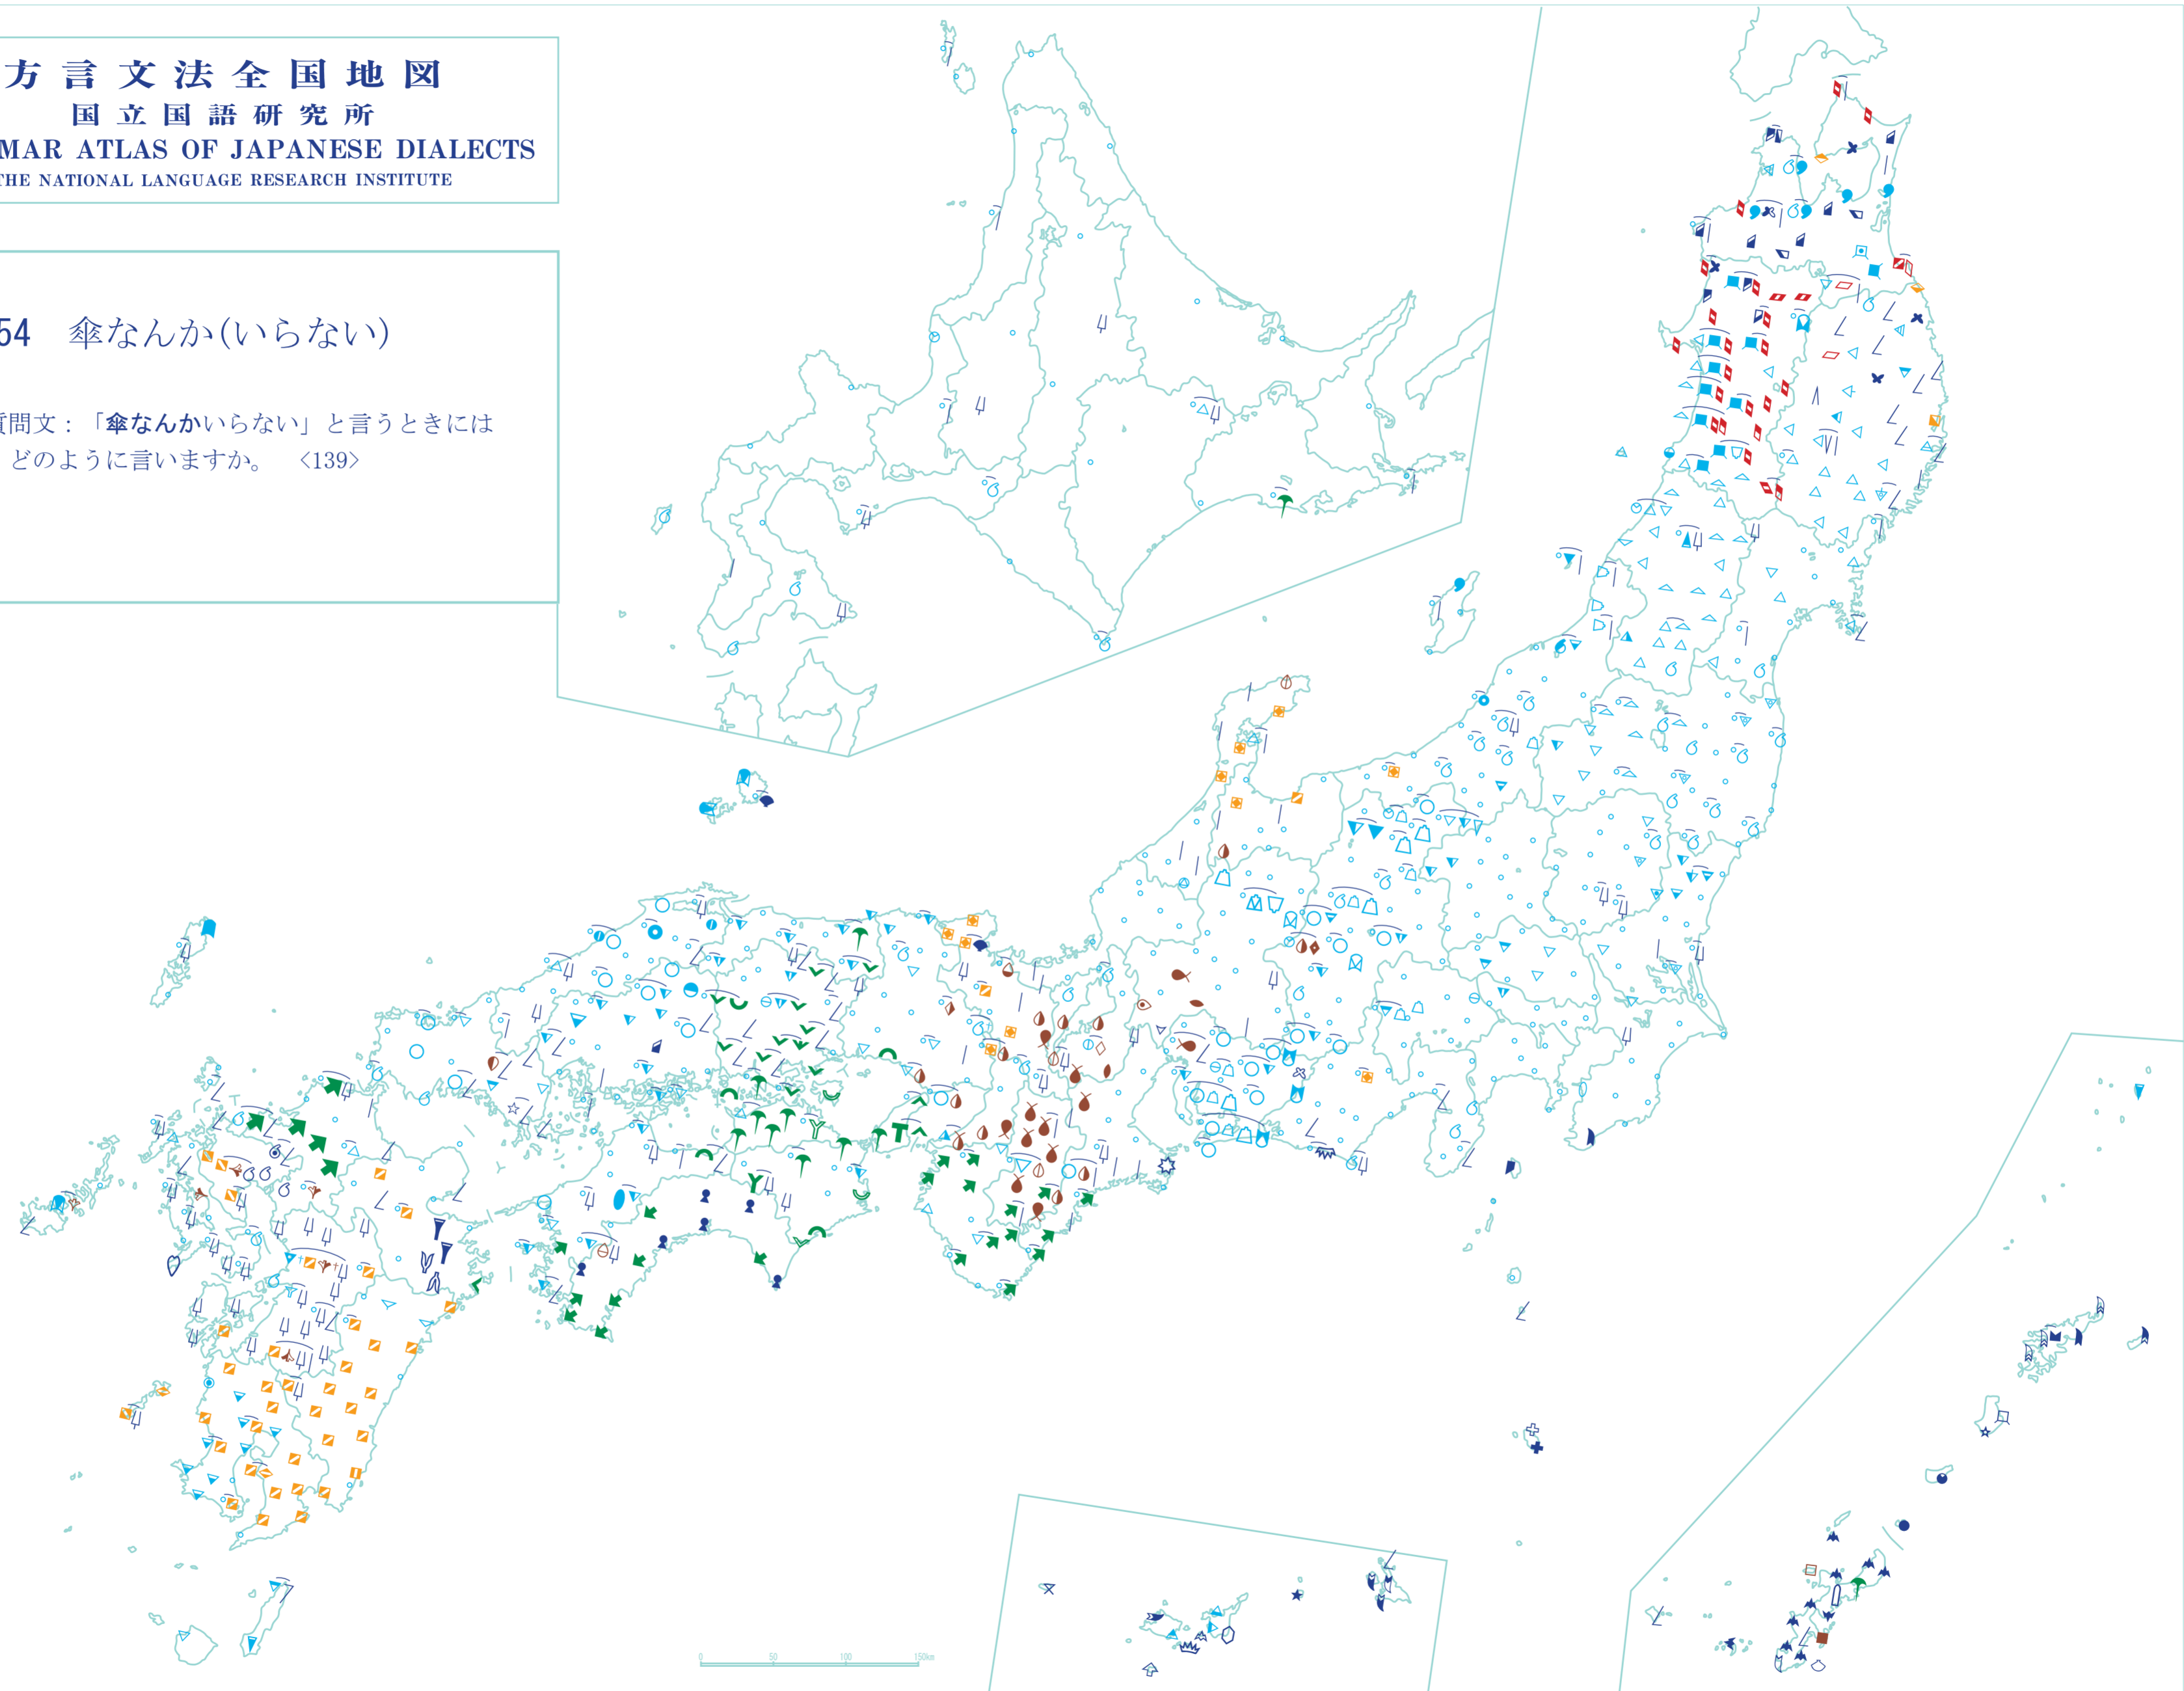 方言文法全国地図
国立国語研究所
MAR ATLAS OF JAPANESE DIALECTS
THE NATIONAL LANGUAGE RESEARCH INSTITUTE
54 傘なんか(いらない)
質問文：「傘なんかいらない」と言うときには
どのように言いますか。 〈139〉
0 50 100 150km